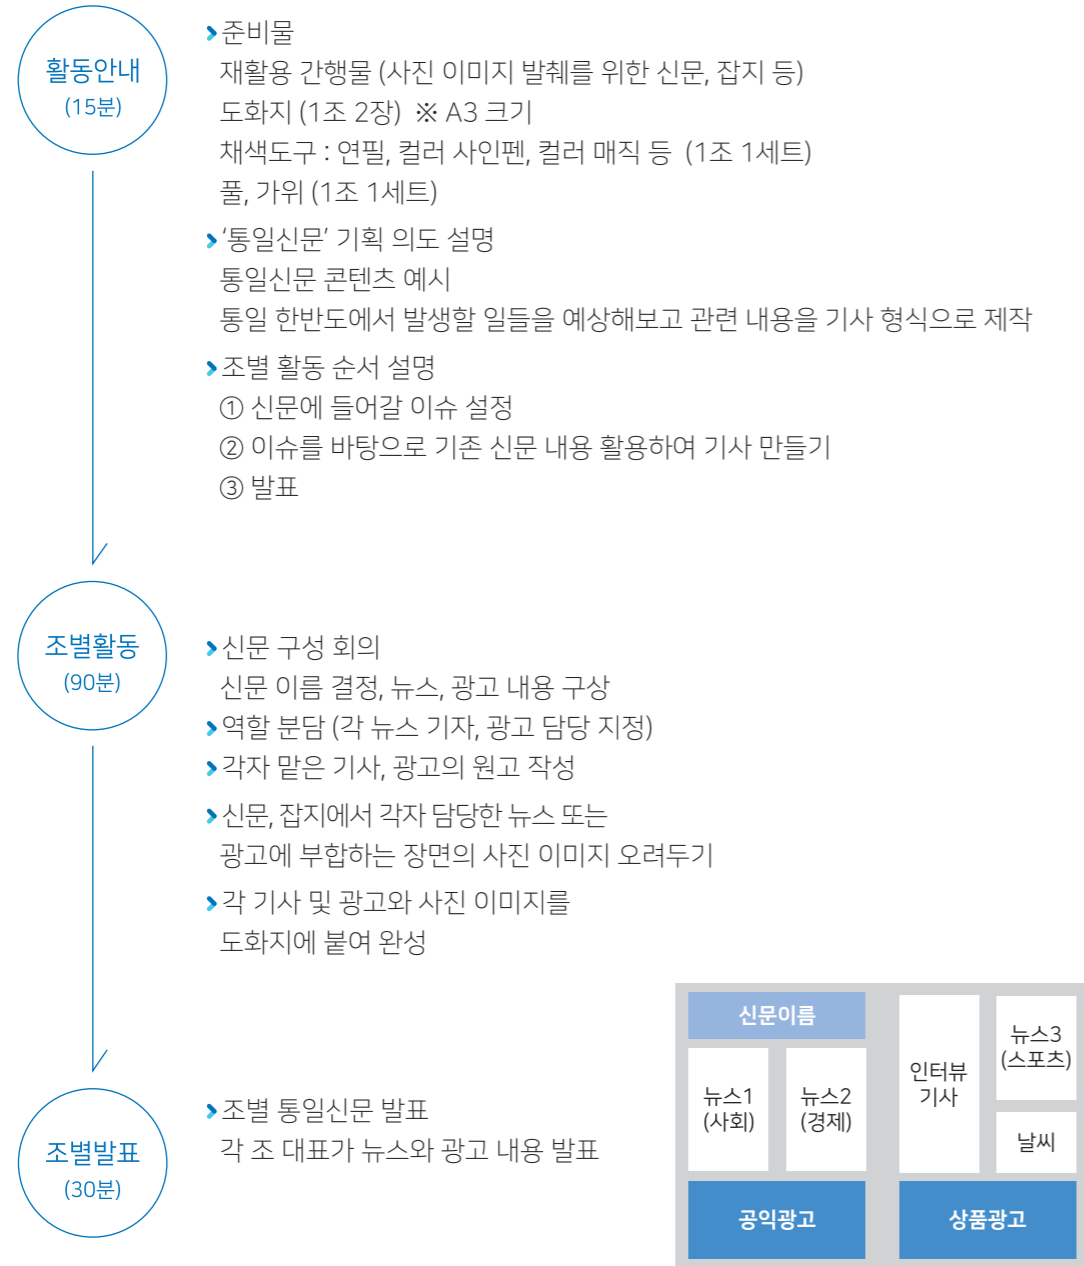 활동안내
(15분)
준비물
재활용 간행물 (사진 이미지 발췌를 위한 신문, 잡지 등)
도화지 (1조 2장) ※ A3 크기
채색도구 : 연필, 컬러 사인펜, 컬러 매직 등 (1조 1세트)
풀, 가위 (1조 1세트)
‘통일신문’ 기획 의도 설명
통일신문 콘텐츠 예시
통일 한반도에서 발생할 일들을 예상해보고 관련 내용을 기사 형식으로 제작
조별 활동 순서 설명
① 신문에 들어갈 이슈 설정
② 이슈를 바탕으로 기존 신문 내용 활용하여 기사 만들기
③ 발표
조별활동
(90분)
신문 구성 회의
신문 이름 결정, 뉴스, 광고 내용 구상
역할 분담 (각 뉴스 기자, 광고 담당 지정)
각자 맡은 기사, 광고의 원고 작성
신문, 잡지에서 각자 담당한 뉴스 또는
광고에 부합하는 장면의 사진 이미지 오려두기
각 기사 및 광고와 사진 이미지를
도화지에 붙여 완성
조별발표
(30분)
조별 통일신문 발표
각 조 대표가 뉴스와 광고 내용 발표
신문이름
뉴스1
(사회)
뉴스2
(경제)
공익광고
인터뷰
기사
뉴스3
(스포츠)
날씨
상품광고